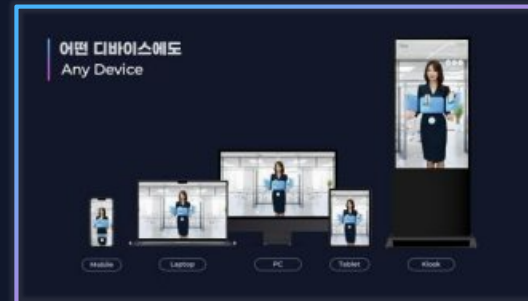 어떤 디바이스에도
Any Device
Mobile
Laptop
PC
Tablet
Kiosk